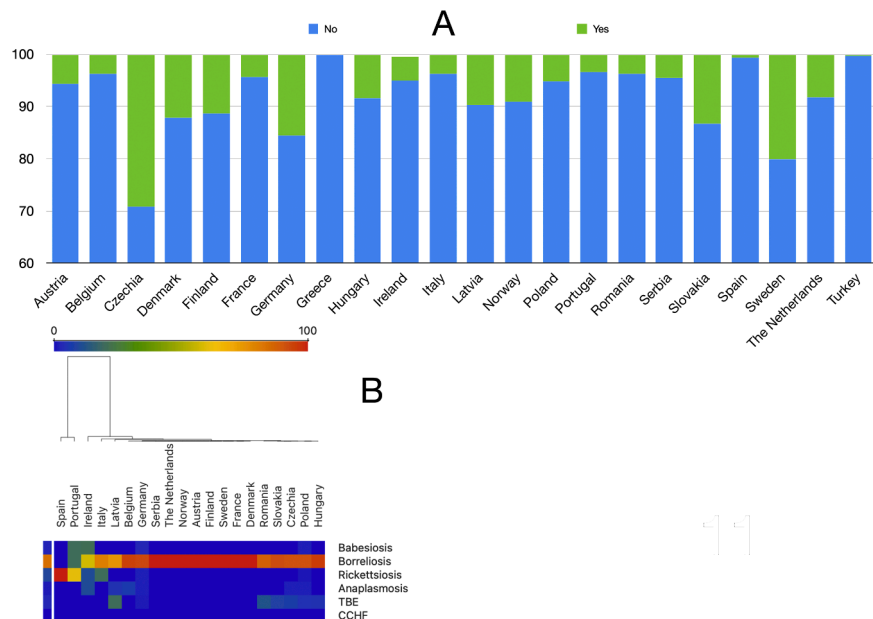 A
No
Yes
100
90
80
70
60
Austria
Belgium
Czechia
Denmark
Finland
France
Germany
Greece
Hungary
Ireland
Italy
Latvia
Norway
Poland
Portugal
Romania
Serbia
Slovakia
Spain
Sweden
The Netherlands
Turkey
0
100
B
Spain
Portugal
Ireland
Italy
Latvia
Belgium
Germany
Serbia
The Netherlands
Norway
Austria
Finland
Sweden
France
Denmark
Romania
Slovakia
Czechia
Poland
Hungary
Babesiosis
Borreliosis
Rickettsiosis
Anaplasmosis
TBE
CCHF